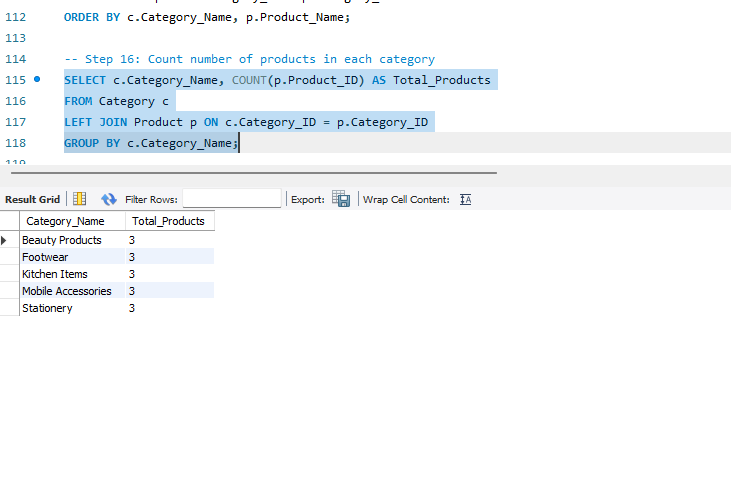 112 ORDER BY c.Category_Name, p.Product_Name;
113
114 -- Step 16: Count number of products in each category
115 SELECT c.Category_Name, COUNT(p.Product_ID) AS Total_Products
116 FROM Category c
117 LEFT JOIN Product p ON c.Category_ID = p.Category_ID
118 GROUP BY c.Category_Name;
119
Result Grid Filter Rows: Export: Wrap Cell Content:
Category_Name Total_Products
Beauty Products 3
Footwear 3
Kitchen Items 3
Mobile Accessories 3
Stationery 3